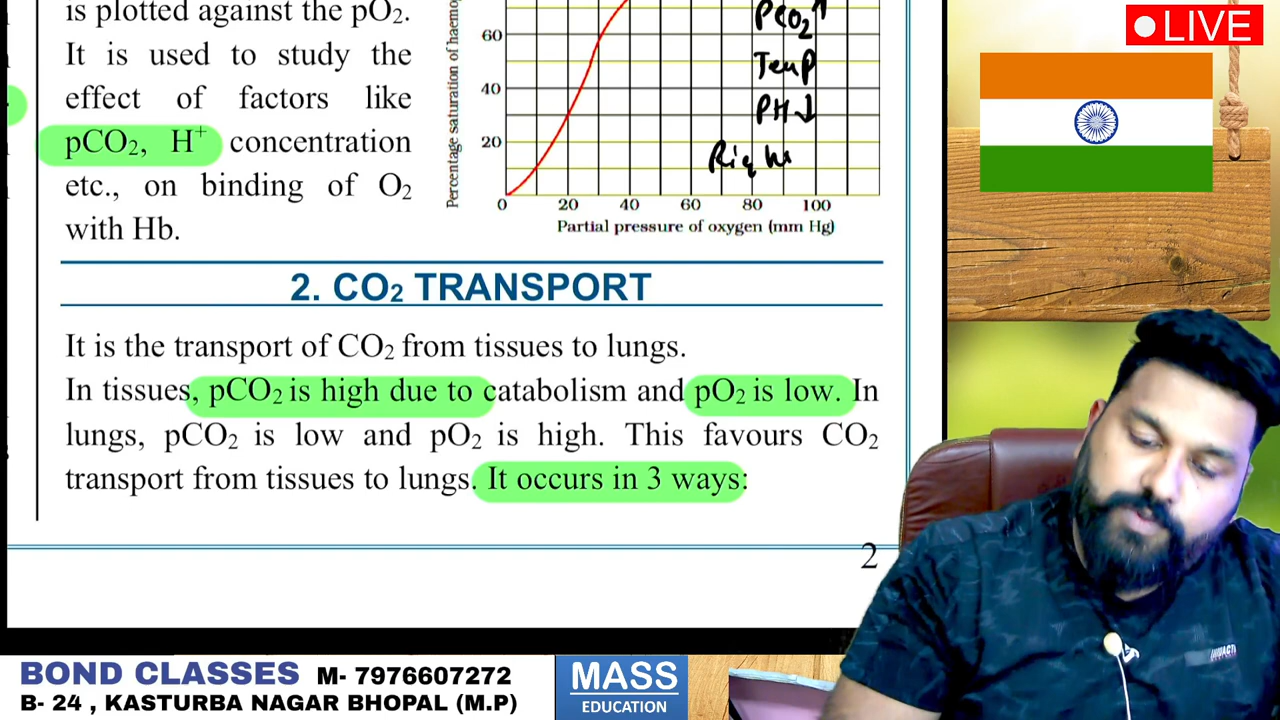 is plotted against the pO₂.
It is used to study the
effect of factors like
pCO₂, H⁺ concentration
etc., on binding of O₂
with Hb.
Percentage saturation of haemo
60
40
20
0 20 40 60 80 100
Partial pressure of oxygen (mm Hg)
PCO₂↑
Temp
PH↓
Right
2. CO₂ TRANSPORT
It is the transport of CO₂ from tissues to lungs.
In tissues, pCO₂ is high due to catabolism and pO₂ is low. In
lungs, pCO₂ is low and pO₂ is high. This favours CO₂
transport from tissues to lungs. It occurs in 3 ways:
2
LIVE
BOND CLASSES M- 7976607272
B- 24 , KASTURBA NAGAR BHOPAL (M.P)
MASS
EDUCATION